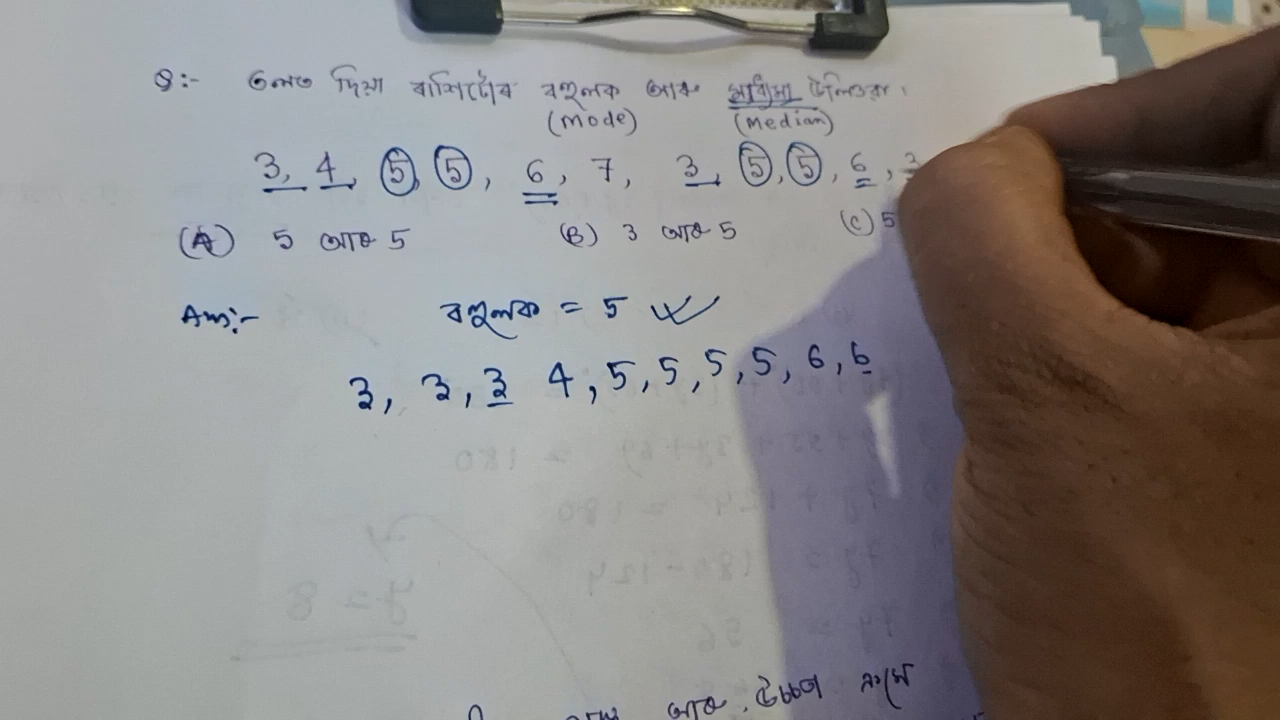 Q:- তলত দিয়া ৰাশিটোৰ বহুলক আৰু মধ্যমা উলিওৱা।
(Mode) (Median)
3, 4, 5, 5, 6, 7, 3, 5, 5, 6, 3
(A) 5 আৰু 5 (B) 3 আৰু 5 (C) 5
Ans:- বহুলক = 5
3, 3, 3 4, 5, 5, 5, 5, 6, 6
আৰু